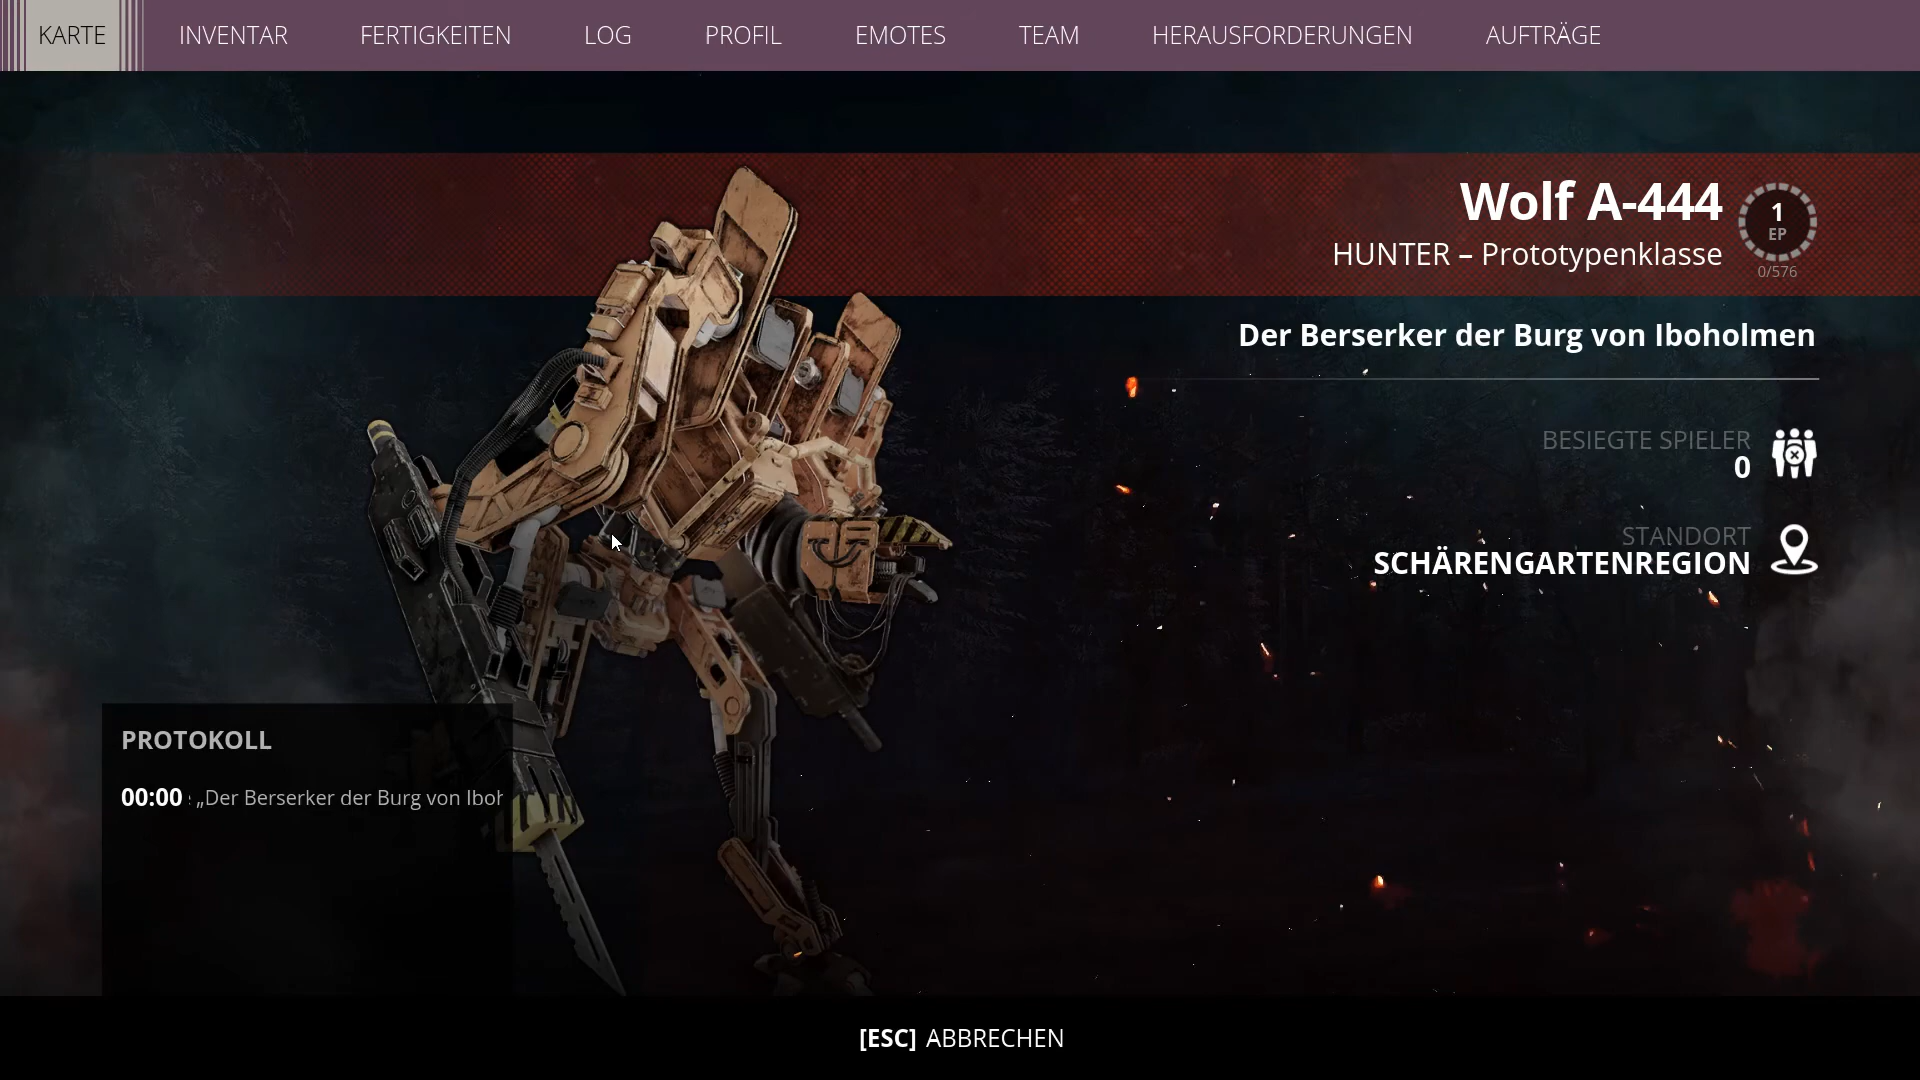 KARTE INVENTAR FERTIGKEITEN LOG PROFIL EMOTES TEAM HERAUSFORDERUNGEN AUFTRÄGE
Wolf A-444
1
EP
0/576
HUNTER – Prototypenklasse
Der Berserker der Burg von Iboholmen
BESIEGTE SPIELER
0
STANDORT
SCHÄRENGARTENREGION
PROTOKOLL
00:00 : „Der Berserker der Burg von Iboh
[ESC] ABBRECHEN